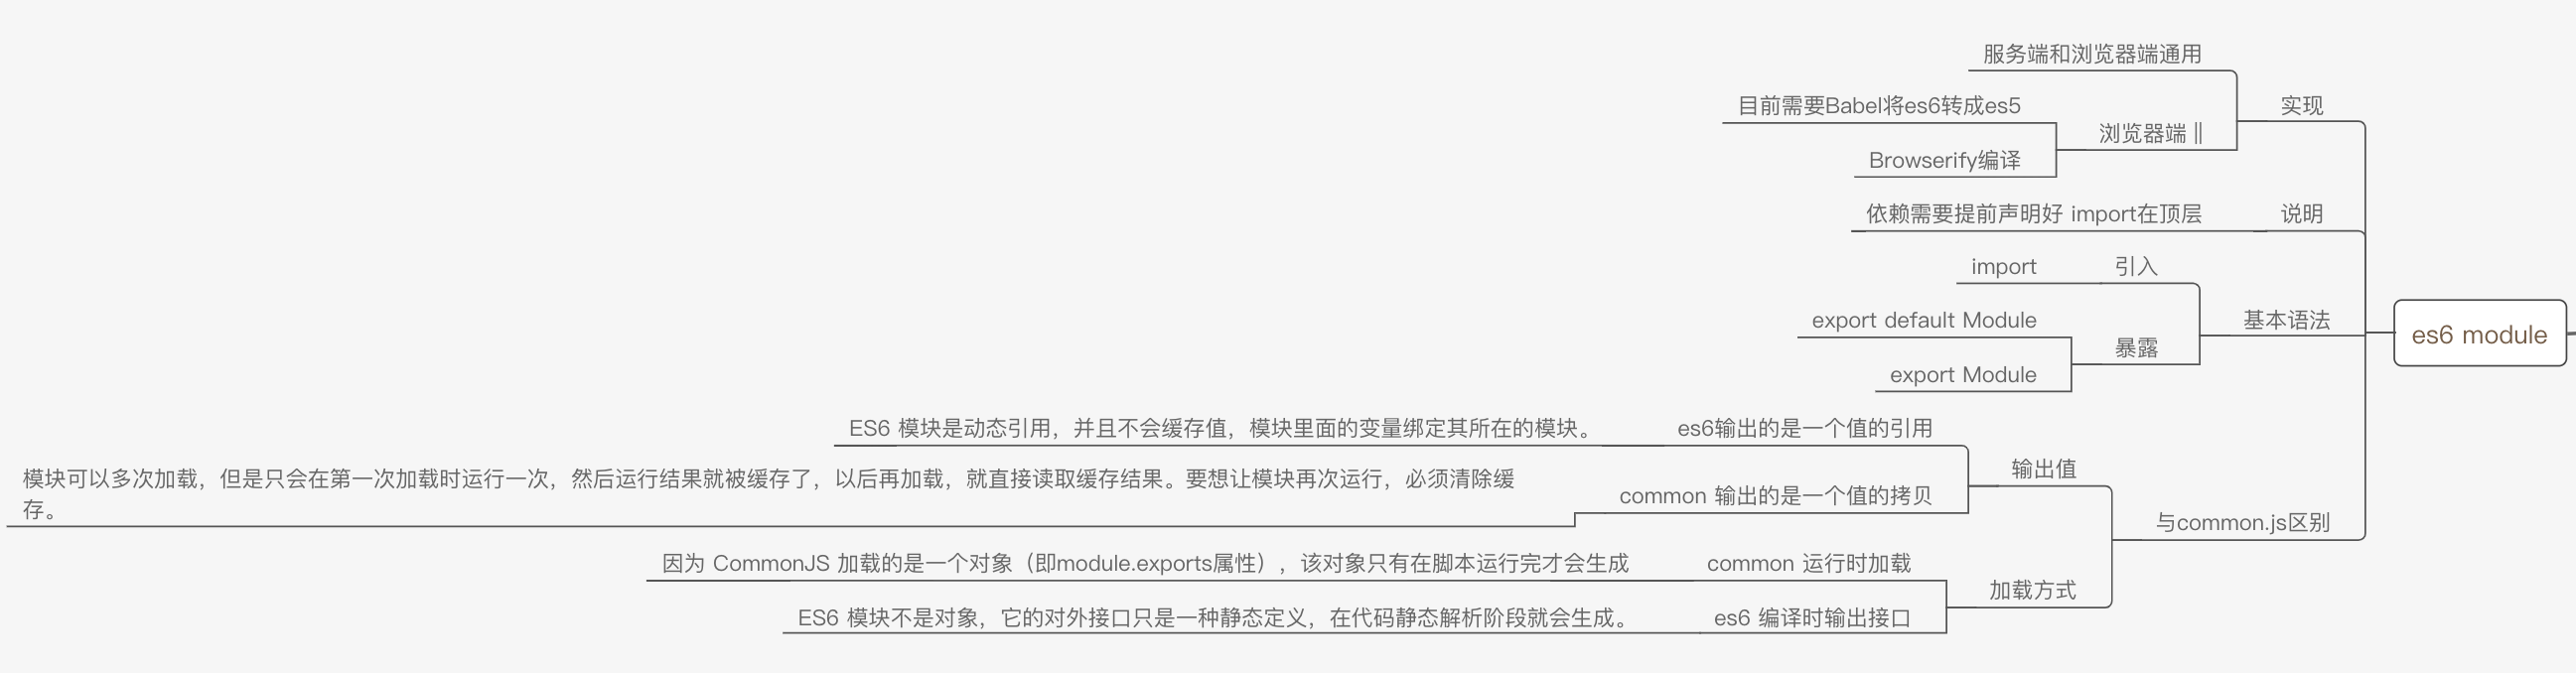 服务端和浏览器端通用
目前需要Babel将es6转成es5
实现
浏览器端 ||
Browserify编译
依赖需要提前声明好 import在顶层
说明
import
引入
export default Module
基本语法
es6 module
暴露
export Module
ES6 模块是动态引用，并且不会缓存值，模块里面的变量绑定其所在的模块。
es6输出的是一个值的引用
输出值
模块可以多次加载，但是只会在第一次加载时运行一次，然后运行结果就被缓存了，以后再加载，就直接读取缓存结果。要想让模块再次运行，必须清除缓
存。
common 输出的是一个值的拷贝
与common.js区别
因为 CommonJS 加载的是一个对象（即module.exports属性），该对象只有在脚本运行完才会生成
common 运行时加载
加载方式
ES6 模块不是对象，它的对外接口只是一种静态定义，在代码静态解析阶段就会生成。
es6 编译时输出接口